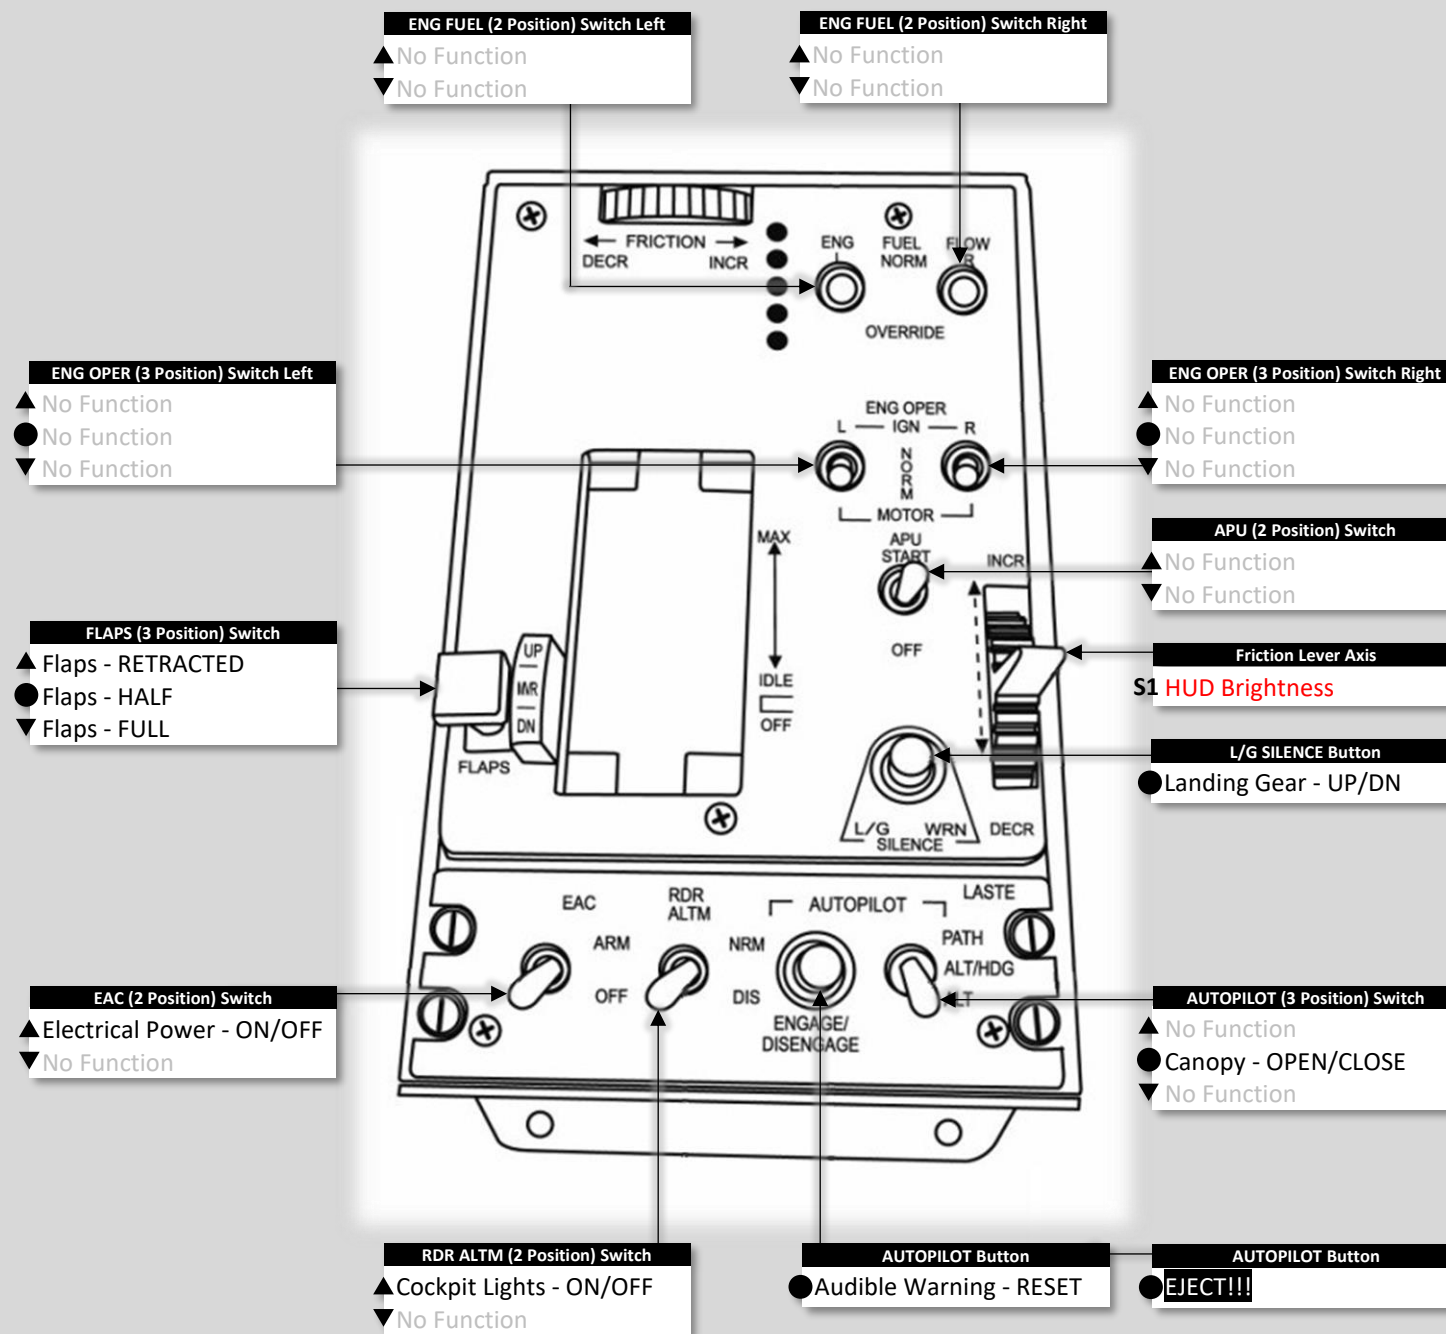 ENG FUEL (2 Position) Switch Left
No Function
No Function
ENG FUEL (2 Position) Switch Right
No Function
No Function
FRICTION
DECR
INCR
ENG
L
FUEL
NORM
FLOW
R
OVERRIDE
ENG OPER (3 Position) Switch Left
No Function
No Function
No Function
ENG OPER
L
IGN
R
NORM
MOTOR
ENG OPER (3 Position) Switch Right
No Function
No Function
No Function
APU
START
OFF
APU (2 Position) Switch
No Function
No Function
MAX
IDLE
OFF
INCR
DECR
FLAPS (3 Position) Switch
Flaps - RETRACTED
Flaps - HALF
Flaps - FULL
UP
MVR
DN
FLAPS
Friction Lever Axis
S1 HUD Brightness
L/G SILENCE Button
Landing Gear - UP/DN
L/G WRN
SILENCE
EAC
ARM
OFF
RDR
ALTM
NRM
DIS
AUTOPILOT
ENGAGE/
DISENGAGE
LASTE
PATH
ALT/HDG
ALT
EAC (2 Position) Switch
Electrical Power - ON/OFF
No Function
AUTOPILOT (3 Position) Switch
No Function
Canopy - OPEN/CLOSE
No Function
RDR ALTM (2 Position) Switch
Cockpit Lights - ON/OFF
No Function
AUTOPILOT Button
Audible Warning - RESET
AUTOPILOT Button
EJECT!!!